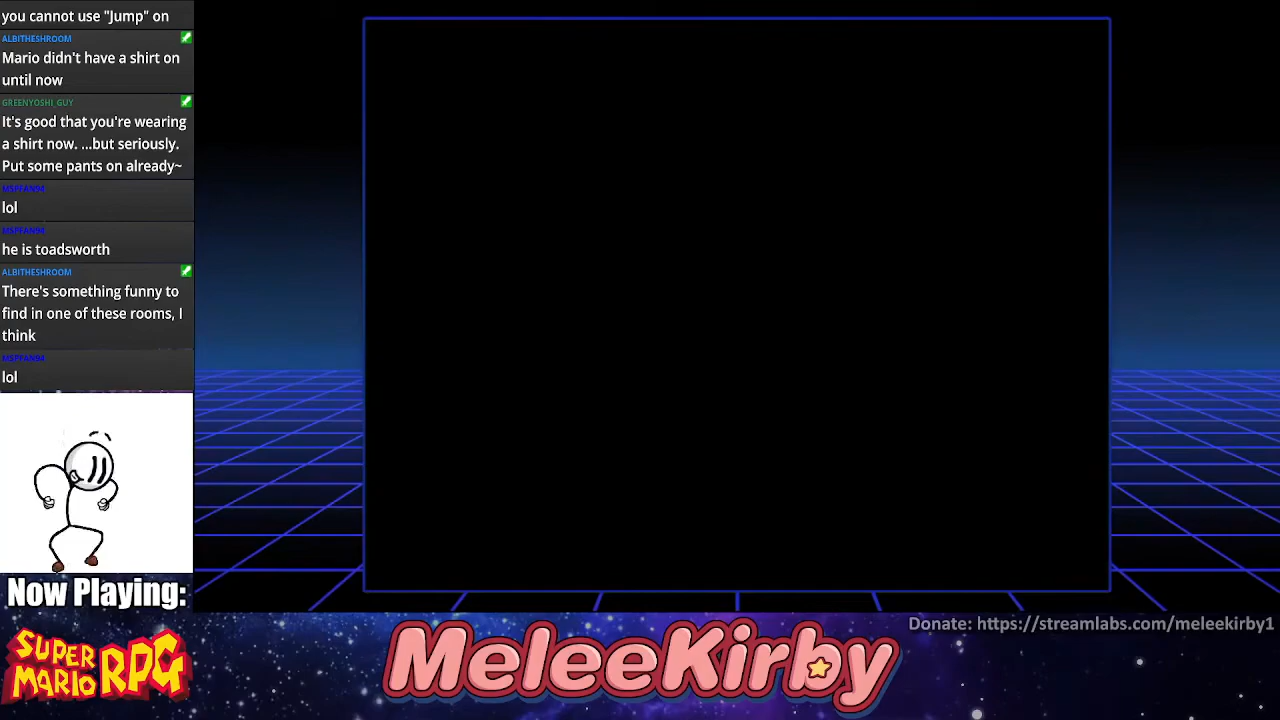 you cannot use "Jump" on
ALBITHESHROOM
Mario didn't have a shirt on
until now
GREENYOSHI_GUY
It's good that you're wearing
a shirt now. ...but seriously.
Put some pants on already~
MSPFAN94
lol
MSPFAN94
he is toadsworth
ALBITHESHROOM
There's something funny to
find in one of these rooms, I
think
MSPFAN94
lol
Now Playing:
SUPER
MARIO RPG
MeleeKirby
Donate: https://streamlabs.com/meleekirby1